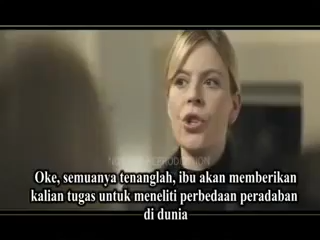 Oke, semuanya tenanglah, ibu akan memberikan
kalian tugas untuk meneliti perbedaan peradaban
di dunia